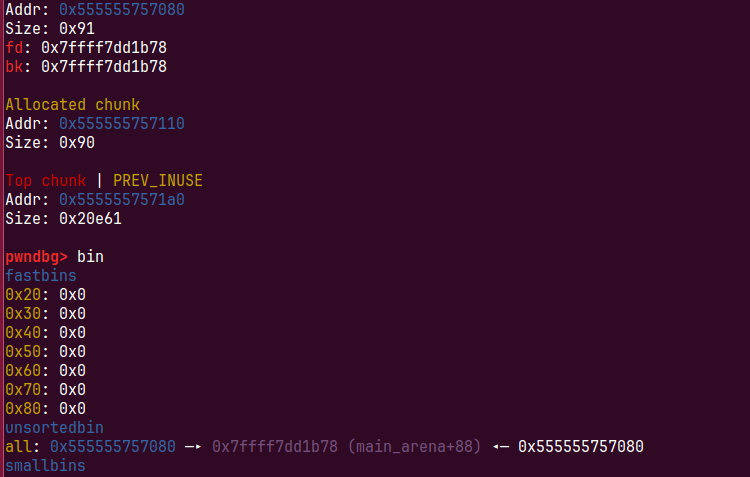 Addr: 0x555555757080
Size: 0x91
fd: 0x7ffff7dd1b78
bk: 0x7ffff7dd1b78
Allocated chunk
Addr: 0x555555757110
Size: 0x90
Top chunk | PREV_INUSE
Addr: 0x5555557571a0
Size: 0x20e61
pwndbg> bin
fastbins
0x20: 0x0
0x30: 0x0
0x40: 0x0
0x50: 0x0
0x60: 0x0
0x70: 0x0
0x80: 0x0
unsortedbin
all: 0x555555757080 —▸ 0x7ffff7dd1b78 (main_arena+88) ◂— 0x555555757080
smallbins